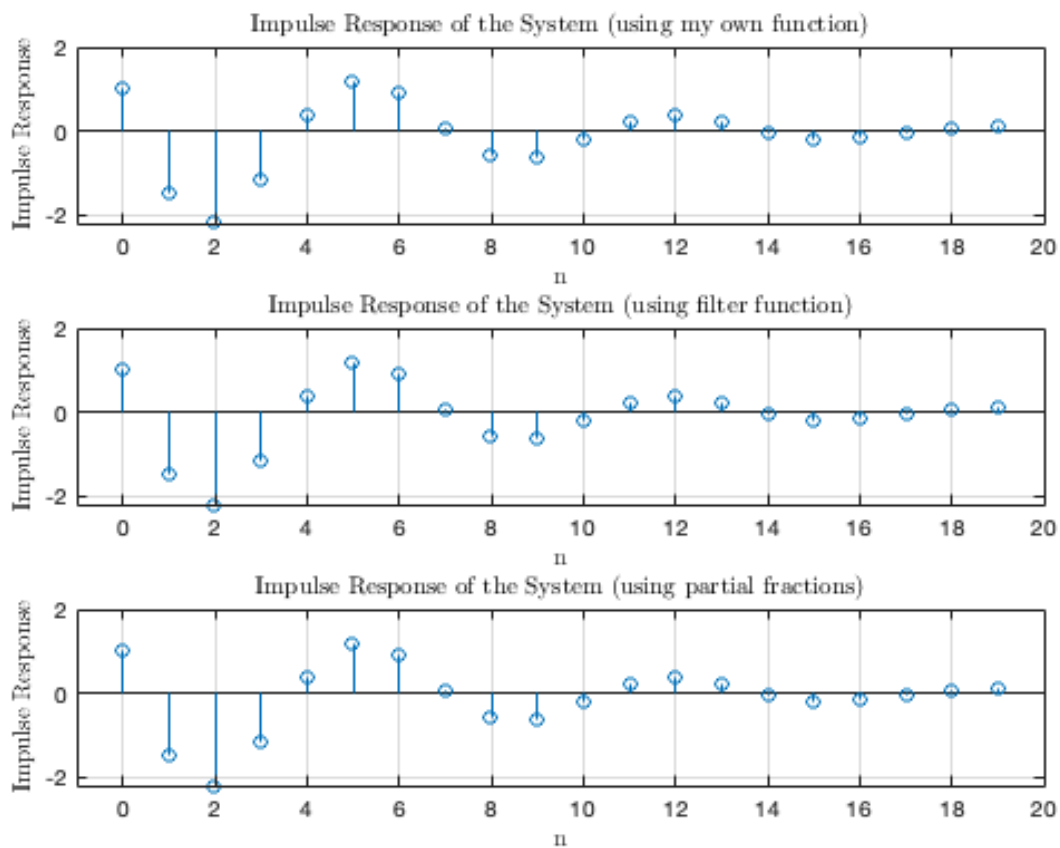 Impulse Response of the System (using my own function)
Impulse Response
2
0
-2
0 2 4 6 8 10 12 14 16 18 20
n
Impulse Response of the System (using filter function)
Impulse Response
2
0
-2
0 2 4 6 8 10 12 14 16 18 20
n
Impulse Response of the System (using partial fractions)
Impulse Response
2
0
-2
0 2 4 6 8 10 12 14 16 18 20
n